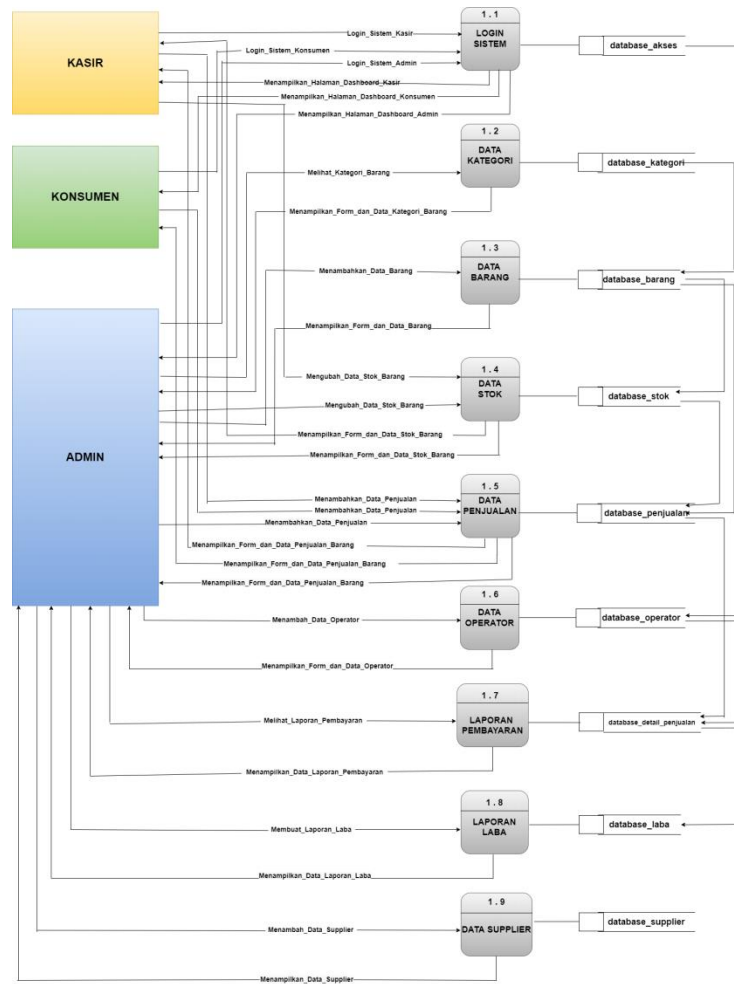 KASIR
Login_Sistem_Kasir
Login_Sistem_Konsumen
Login_Sistem_Admin
Menampilkan_Halaman_Dashboard_Kasir
Menampilkan_Halaman_Dashboard_Konsumen
Menampilkan_Halaman_Dashboard_Admin
1 . 1
LOGIN
SISTEM
database_akses
KONSUMEN
Melihat_Kategori_Barang
Menampilkan_Form_dan_Data_Kategori_Barang
1 . 2
DATA
KATEGORI
database_kategori
Menambahkan_Data_Barang
Menampilkan_Form_dan_Data_Barang
1 . 3
DATA
BARANG
database_barang
ADMIN
Mengubah_Data_Stok_Barang
Mengubah_Data_Stok_Barang
Menampilkan_Form_dan_Data_Stok_Barang
Menampilkan_Form_dan_Data_Stok_Barang
1 . 4
DATA
STOK
database_stok
Menambahkan_Data_Penjualan
Menambahkan_Data_Penjualan
Menambahkan_Data_Penjualan
Menampilkan_Form_dan_Data_Penjualan_Barang
Menampilkan_Form_dan_Data_Penjualan_Barang
Menampilkan_Form_dan_Data_Penjualan_Barang
1 . 5
DATA
PENJUALAN
database_penjualan
Menambah_Data_Operator
Menampilkan_Form_dan_Data_Operator
1 . 6
DATA
OPERATOR
database_operator
Melihat_Laporan_Pembayaran
Menampilkan_Data_Laporan_Pembayaran
1 . 7
LAPORAN
PEMBAYARAN
database_detail_penjualan
Membuat_Laporan_Laba
Menampilkan_Data_Laporan_Laba
1 . 8
LAPORAN
LABA
database_laba
Menambah_Data_Supplier
Menampilkan_Data_Supplier
1 . 9
DATA SUPPLIER
database_supplier